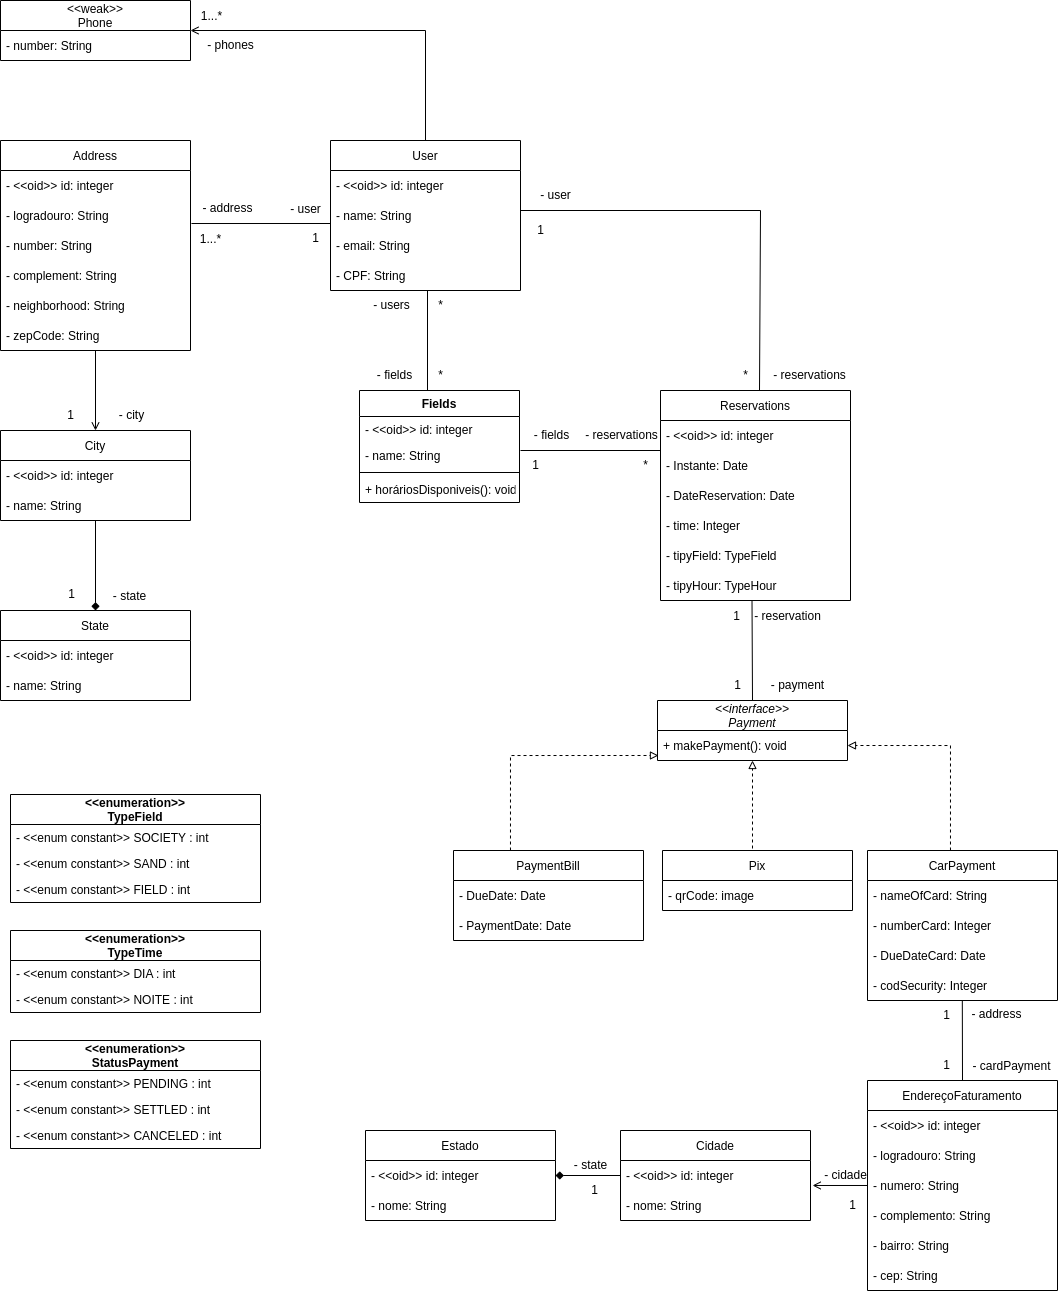 <<weak>>
Phone
- number: String
1...*
- phones
Address
- <<oid>> id: integer
- logradouro: String
- number: String
- complement: String
- neighborhood: String
- zepCode: String
- address
1...*
- user
1
User
- <<oid>> id: integer
- name: String
- email: String
- CPF: String
- user
1
- users
*
- fields
*
*
- reservations
1
- city
City
- <<oid>> id: integer
- name: String
1
- state
State
- <<oid>> id: integer
- name: String
Fields
- <<oid>> id: integer
- name: String
+ horáriosDisponiveis(): void
- fields
1
- reservations
*
Reservations
- <<oid>> id: integer
- Instante: Date
- DateReservation: Date
- time: Integer
- tipyField: TypeField
- tipyHour: TypeHour
1
- reservation
1
- payment
<<interface>>
Payment
+ makePayment(): void
PaymentBill
- DueDate: Date
- PaymentDate: Date
Pix
- qrCode: image
CarPayment
- nameOfCard: String
- numberCard: Integer
- DueDateCard: Date
- codSecurity: Integer
1
- address
1
- cardPayment
<<enumeration>>
TypeField
- <<enum constant>> SOCIETY : int
- <<enum constant>> SAND : int
- <<enum constant>> FIELD : int
<<enumeration>>
TypeTime
- <<enum constant>> DIA : int
- <<enum constant>> NOITE : int
<<enumeration>>
StatusPayment
- <<enum constant>> PENDING : int
- <<enum constant>> SETTLED : int
- <<enum constant>> CANCELED : int
Estado
- <<oid>> id: integer
- nome: String
- state
1
Cidade
- <<oid>> id: integer
- nome: String
- cidade
1
EndereçoFaturamento
- <<oid>> id: integer
- logradouro: String
- numero: String
- complemento: String
- bairro: String
- cep: String